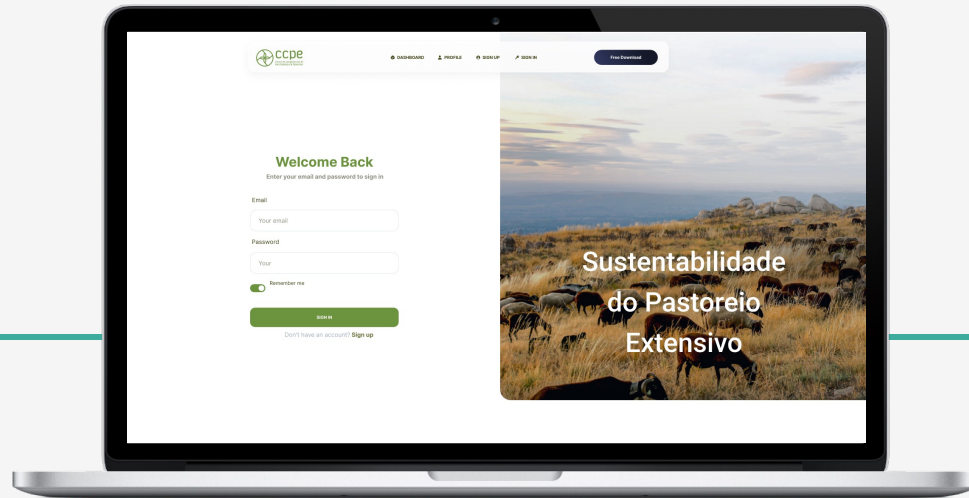 ccpe
DASHBOARD
PROFILE
SIGN UP
SIGN IN
Free Download
Welcome Back
Enter your email and password to sign in
Email
Your email
Password
Your
Remember me
SIGN IN
Don't have an account? Sign up
Sustentabilidade
do Pastoreio
Extensivo